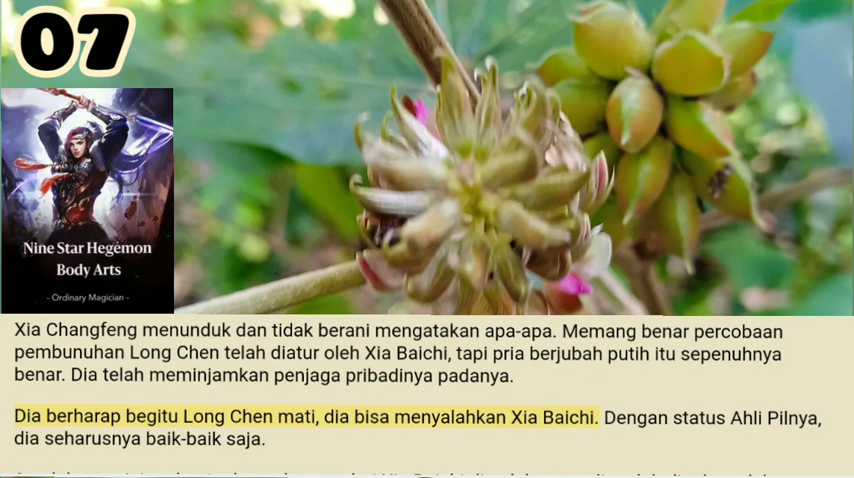 07
Nine Star Hegemon
Body Arts
- Ordinary Magician -
Xia Changfeng menunduk dan tidak berani mengatakan apa-apa. Memang benar percobaan
pembunuhan Long Chen telah diatur oleh Xia Baichi, tapi pria berjubah putih itu sepenuhnya
benar. Dia telah meminjamkan penjaga pribadinya padanya.
Dia berharap begitu Long Chen mati, dia bisa menyalahkan Xia Baichi. Dengan status Ahli Pilnya,
dia seharusnya baik-baik saja.